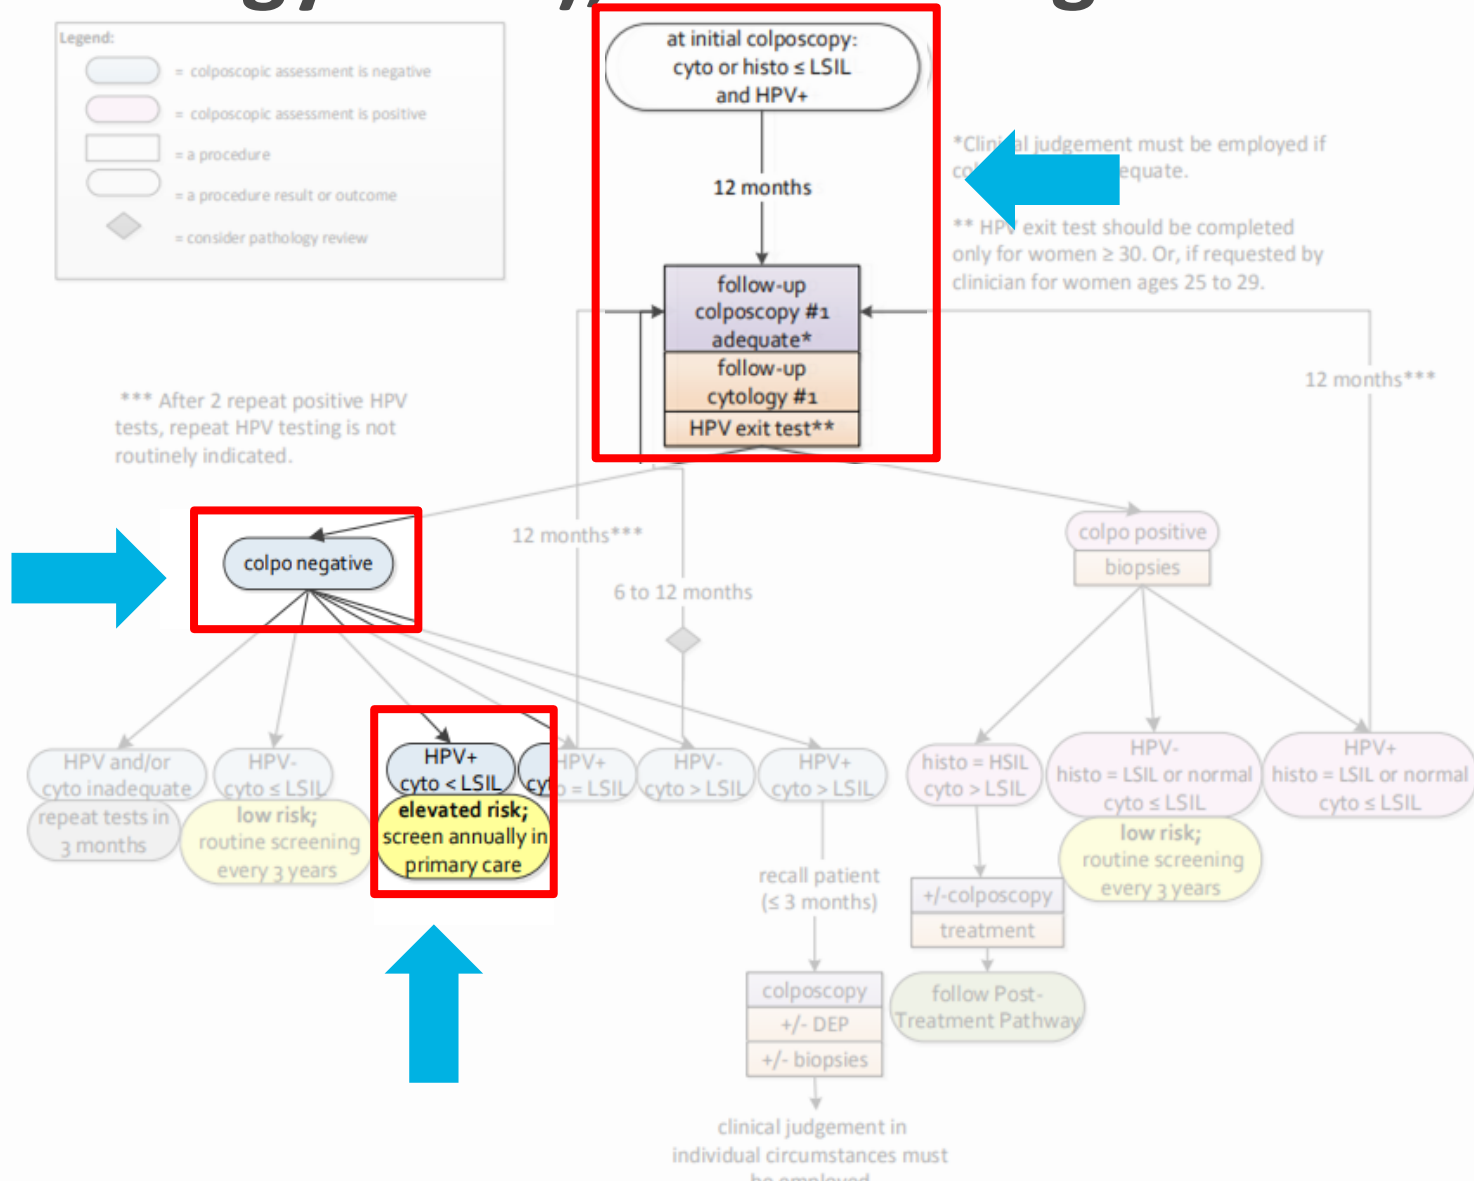 Legend:
= colposcopic assessment is negative
= colposcopic assessment is positive
= a procedure
= a procedure result or outcome
= consider pathology review
at initial colposcopy:
cyto or histo ≤ LSIL
and HPV+
12 months
*Clinical judgement must be employed if
equate.
** HPV exit test should be completed
only for women ≥ 30. Or, if requested by
clinician for women ages 25 to 29.
follow-up
colposcopy #1
adequate*
follow-up
cytology #1
HPV exit test**
*** After 2 repeat positive HPV
tests, repeat HPV testing is not
routinely indicated.
12 months***
12 months***
6 to 12 months
colpo negative
colpo positive
biopsies
HPV and/or
cyto inadequate
repeat tests in
3 months
HPV-
cyto ≤ LSIL
low risk;
routine screening
every 3 years
HPV+
cyto < LSIL
elevated risk;
screen annually in
primary care
HPV+
cyt = LSIL
HPV-
cyto > LSIL
HPV+
cyto > LSIL
recall patient
(≤ 3 months)
colposcopy
+/- DEP
+/- biopsies
clinical judgement in
individual circumstances must
be employed
histo = HSIL
cyto > LSIL
+/-colposcopy
treatment
follow Post-
Treatment Pathway
HPV-
histo = LSIL or normal
cyto ≤ LSIL
low risk;
routine screening
every 3 years
HPV+
histo = LSIL or normal
cyto ≤ LSIL